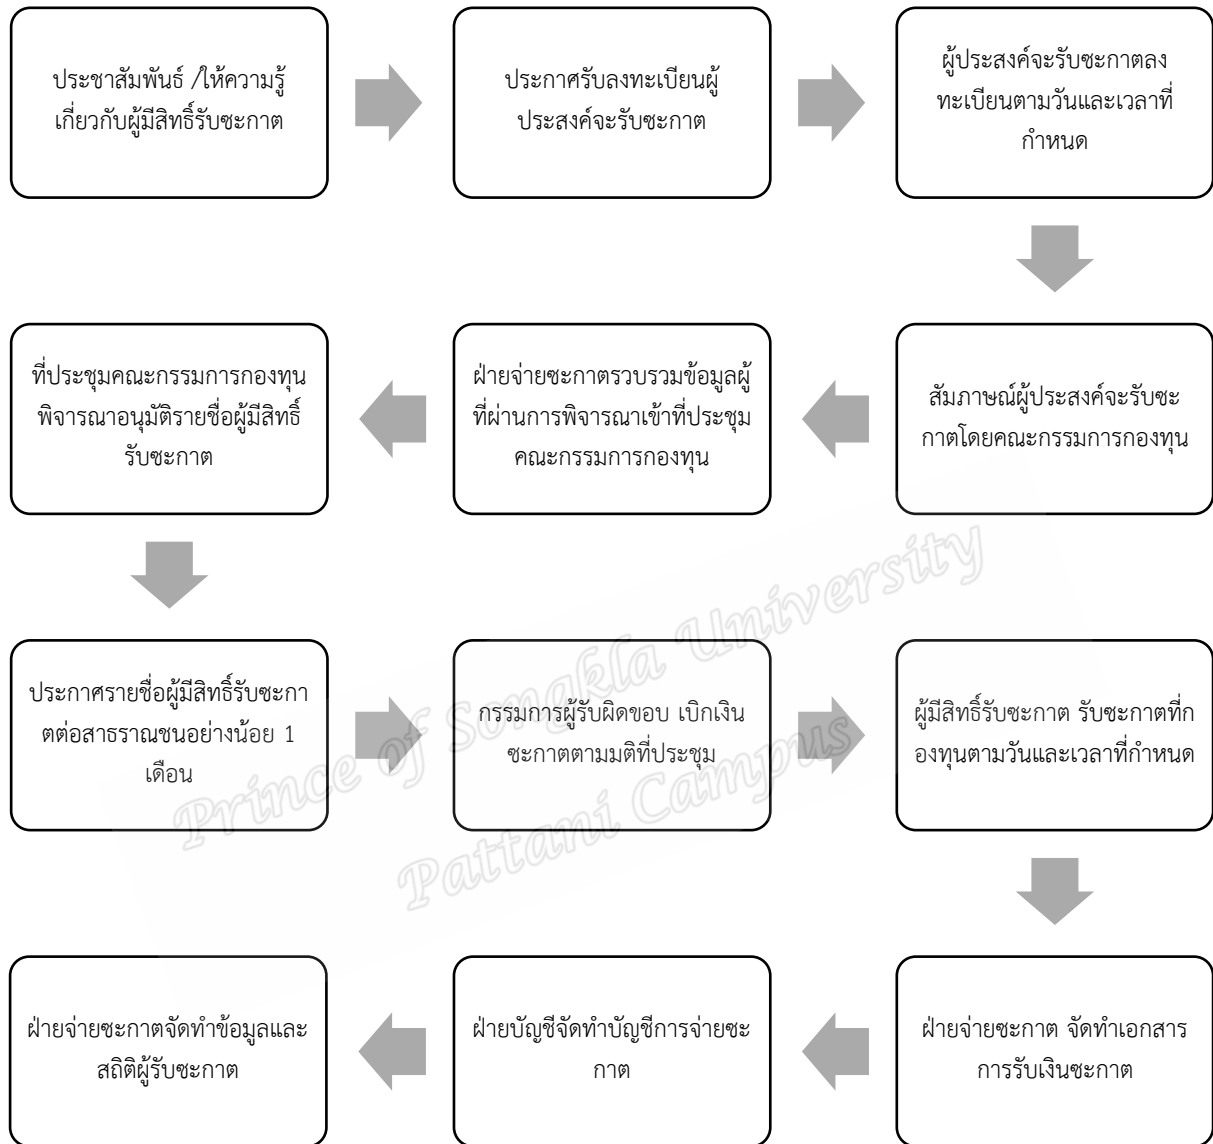 ประชาสัมพันธ์ /ให้ความรู้
เกี่ยวกับผู้มีสิทธิ์รับซะกาต
ประกาศรับลงทะเบียนผู้
ประสงค์จะรับซะกาต
ผู้ประสงค์จะรับซะกาตลง
ทะเบียนตามวันและเวลาที่
กำหนด
สัมภาษณ์ผู้ประสงค์จะรับซะ
กาตโดยคณะกรรมการกองทุน
ฝ่ายจ่ายซะกาตรวบรวมข้อมูลผู้
ที่ผ่านการพิจารณาเข้าที่ประชุม
คณะกรรมการกองทุน
ที่ประชุมคณะกรรมการกองทุน
พิจารณาอนุมัติรายชื่อผู้มีสิทธิ์
รับซะกาต
ประกาศรายชื่อผู้มีสิทธิ์รับซะกา
ตต่อสาธราณชนอย่างน้อย 1
เดือน
กรรมการผู้รับผิดขอบ เบิกเงิน
ซะกาตตามมติที่ประชุม
ผู้มีสิทธิ์รับซะกาต รับซะกาตที่ก
องทุนตามวันและเวลาที่กำหนด
ฝ่ายจ่ายซะกาต จัดทำเอกสาร
การรับเงินซะกาต
ฝ่ายบัญชีจัดทำบัญชีการจ่ายซะ
กาต
ฝ่ายจ่ายซะกาตจัดทำข้อมูลและ
สถิติผู้รับซะกาต
Prince of Songkla University
Pattani Campus